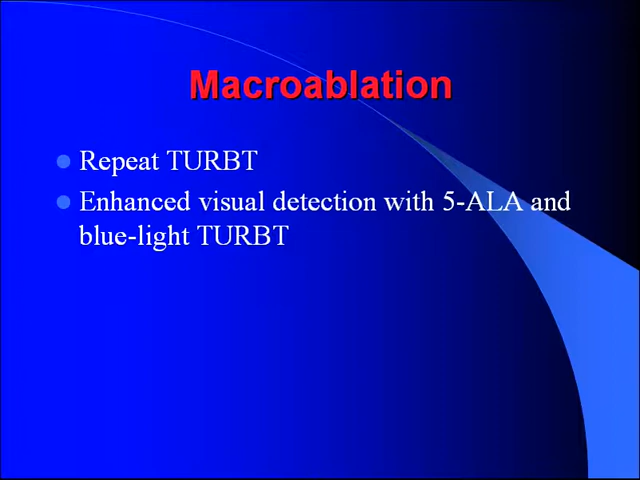 Macroablation
Repeat TURBT
Enhanced visual detection with 5-ALA and
blue-light TURBT